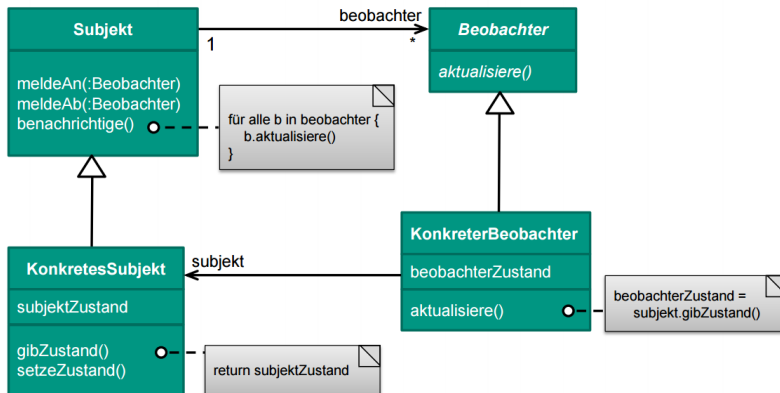 Subjekt
meldeAn(:Beobachter)
meldeAb(:Beobachter)
benachrichtige()
beobachter
1
*
Beobachter
aktualisiere()
für alle b in beobachter {
b.aktualisiere()
}
KonkretesSubjekt
subjektZustand
gibZustand()
setzeZustand()
return subjektZustand
subjekt
KonkreterBeobachter
beobachterZustand
aktualisiere()
beobachterZustand =
subjekt.gibZustand()